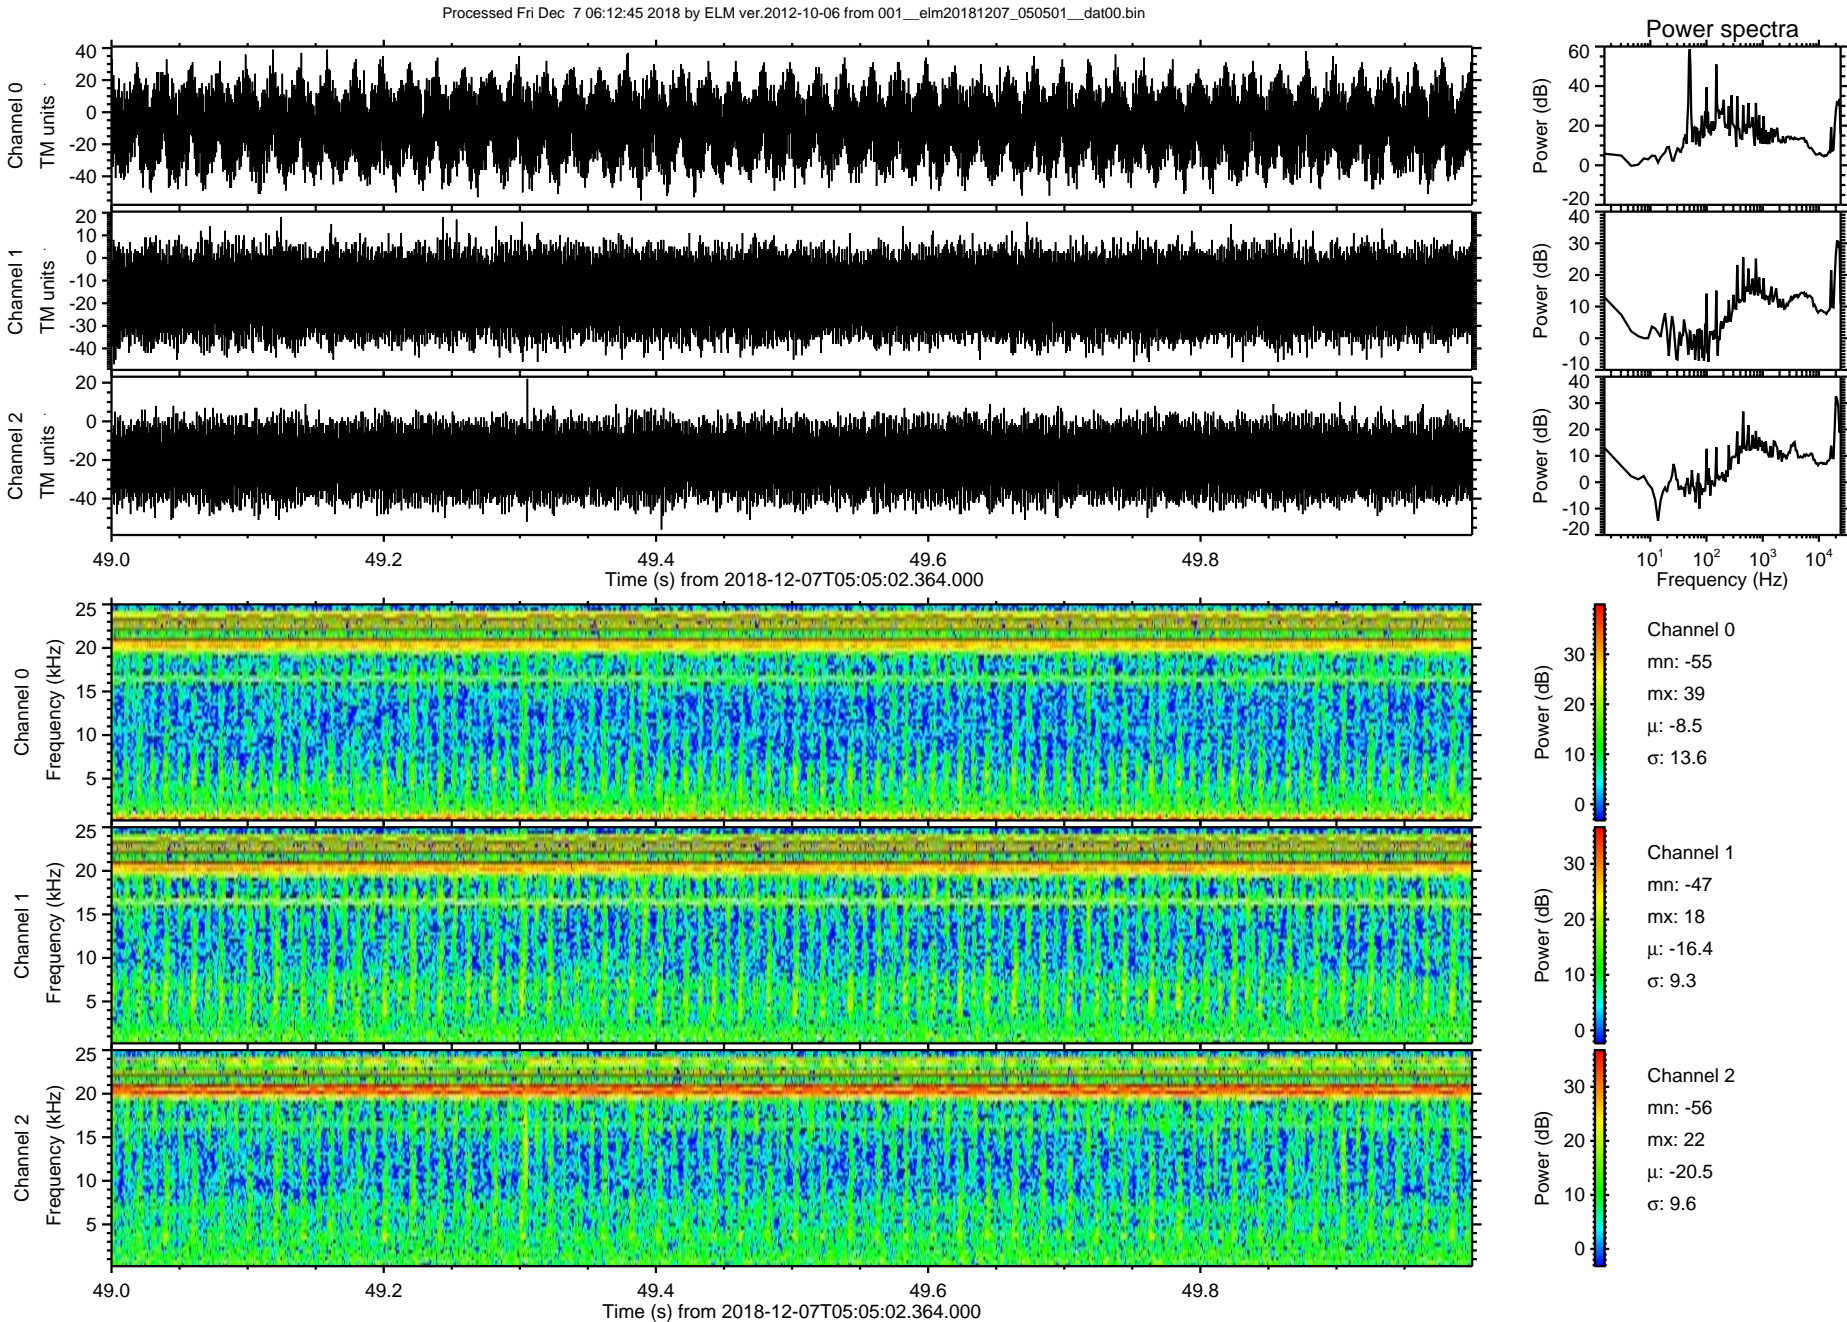 Processed Fri Dec 7 06:12:45 2018 by ELM ver.2012-10-06 from 001__elm20181207_050501__dat00.bin
Power spectra
Channel 0
TM units
40
20
0
-20
-40
Power (dB)
60
40
20
0
-20
Channel 1
TM units
20
10
0
-10
-20
-30
-40
Power (dB)
40
30
20
10
0
-10
Channel 2
TM units
20
0
-20
-40
Power (dB)
40
30
20
10
0
-10
-20
49.0 49.2 49.4 49.6 49.8
Time (s) from 2018-12-07T05:05:02.364.000
10^1 10^2 10^3 10^4
Frequency (Hz)
Channel 0
Frequency (kHz)
25
20
15
10
5
Power (dB)
30
20
10
0
Channel 0
mn: -55
mx: 39
μ: -8.5
σ: 13.6
Channel 1
Frequency (kHz)
25
20
15
10
5
Power (dB)
30
20
10
0
Channel 1
mn: -47
mx: 18
μ: -16.4
σ: 9.3
Channel 2
Frequency (kHz)
25
20
15
10
5
Power (dB)
30
20
10
0
Channel 2
mn: -56
mx: 22
μ: -20.5
σ: 9.6
49.0 49.2 49.4 49.6 49.8
Time (s) from 2018-12-07T05:05:02.364.000